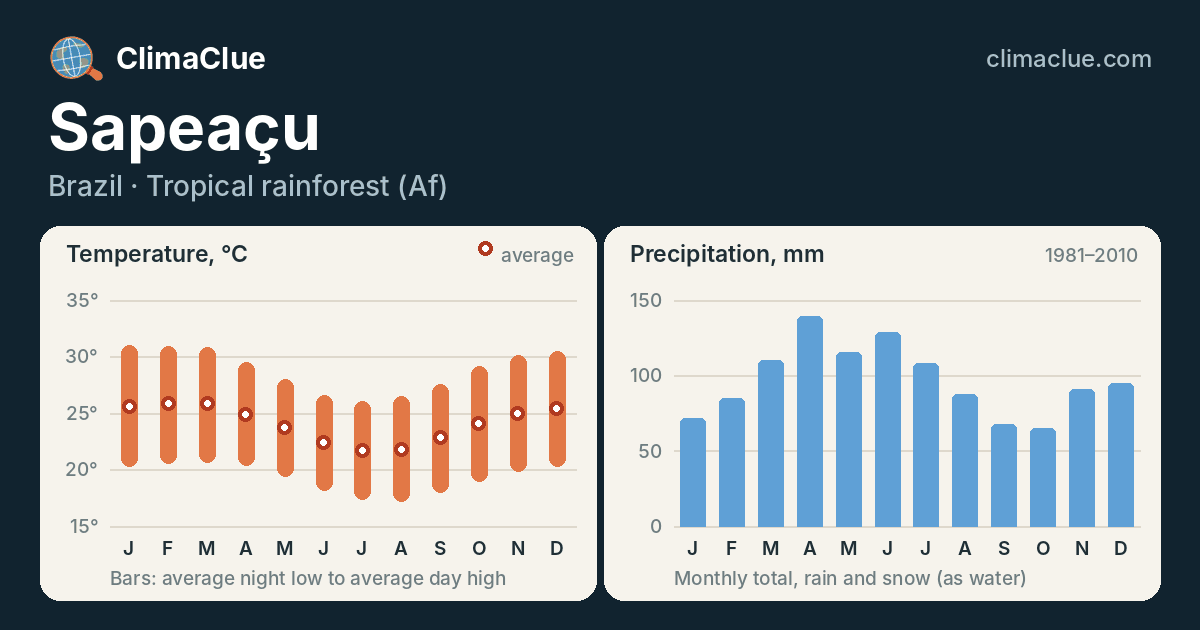 ClimaClue
climaclue.com
Sapeaçu
Brazil · Tropical rainforest (Af)
Temperature, °C
average
35°
30°
25°
20°
15°
J F M A M J J A S O N D
Bars: average night low to average day high
Precipitation, mm
1981–2010
150
100
50
0
J F M A M J J A S O N D
Monthly total, rain and snow (as water)